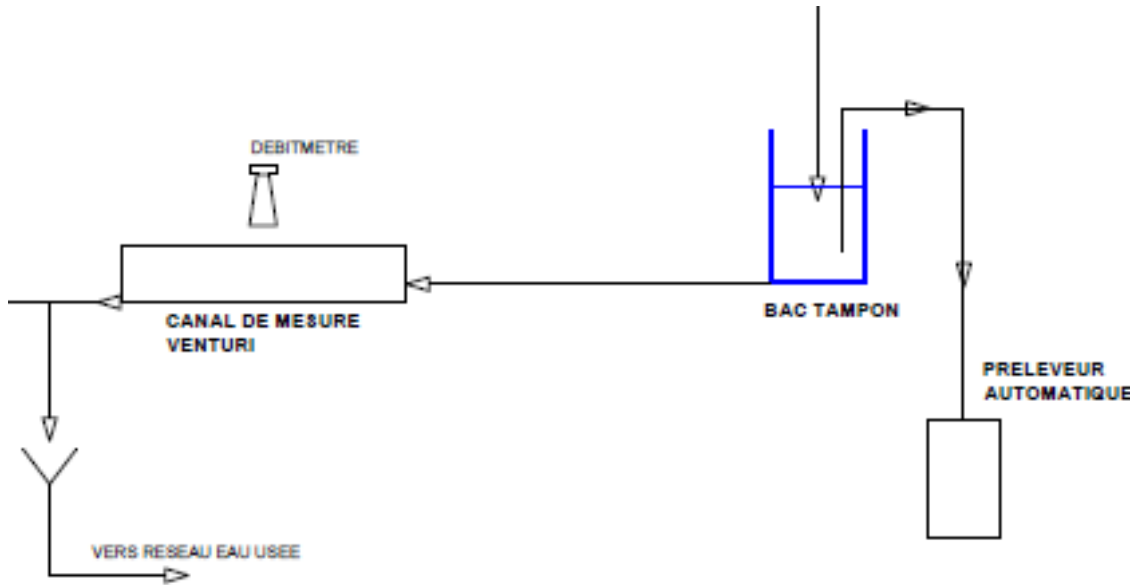 DEBITMETRE
BAC TAMPON
CANAL DE MESURE
VENTURI
PRELEVEUR
AUTOMATIQUE
VERS RESEAU EAU USEE